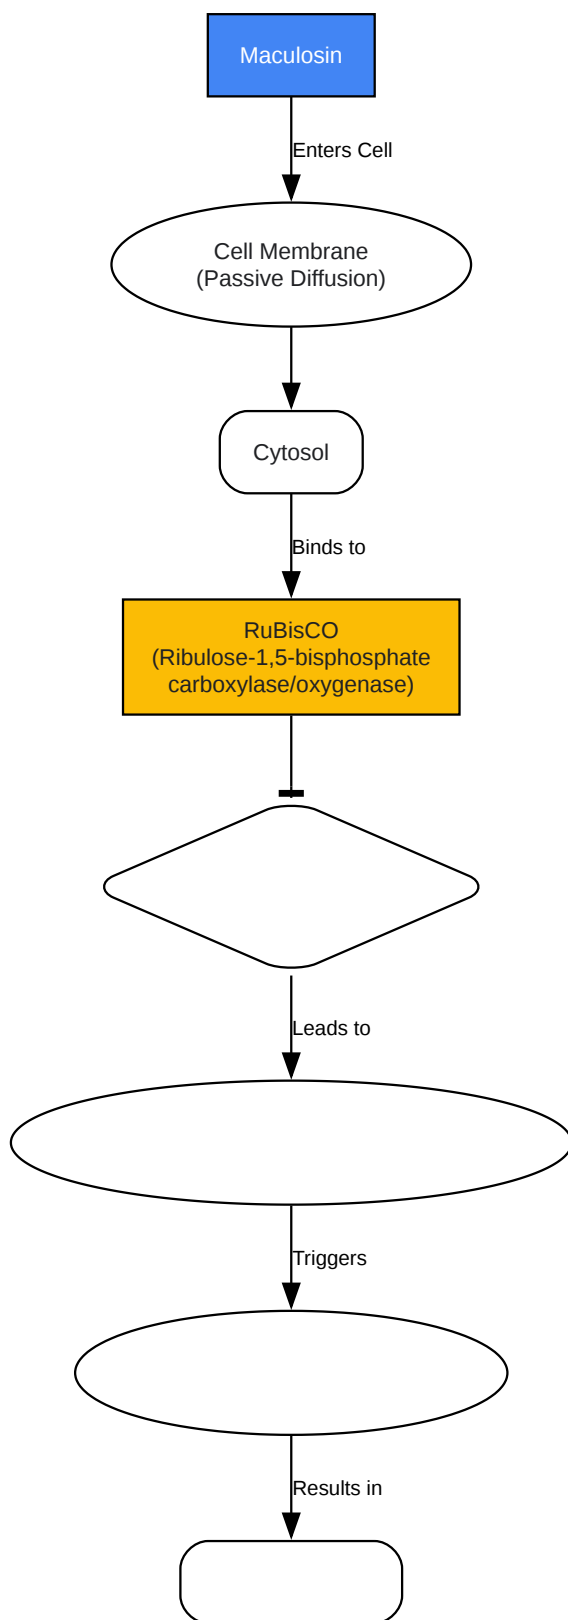 Maculosin
Enters Cell
Cell Membrane
(Passive Diffusion)
Cytosol
Binds to
RuBisCO
(Ribulose-1,5-bisphosphate
carboxylase/oxygenase)
Leads to
Triggers
Results in